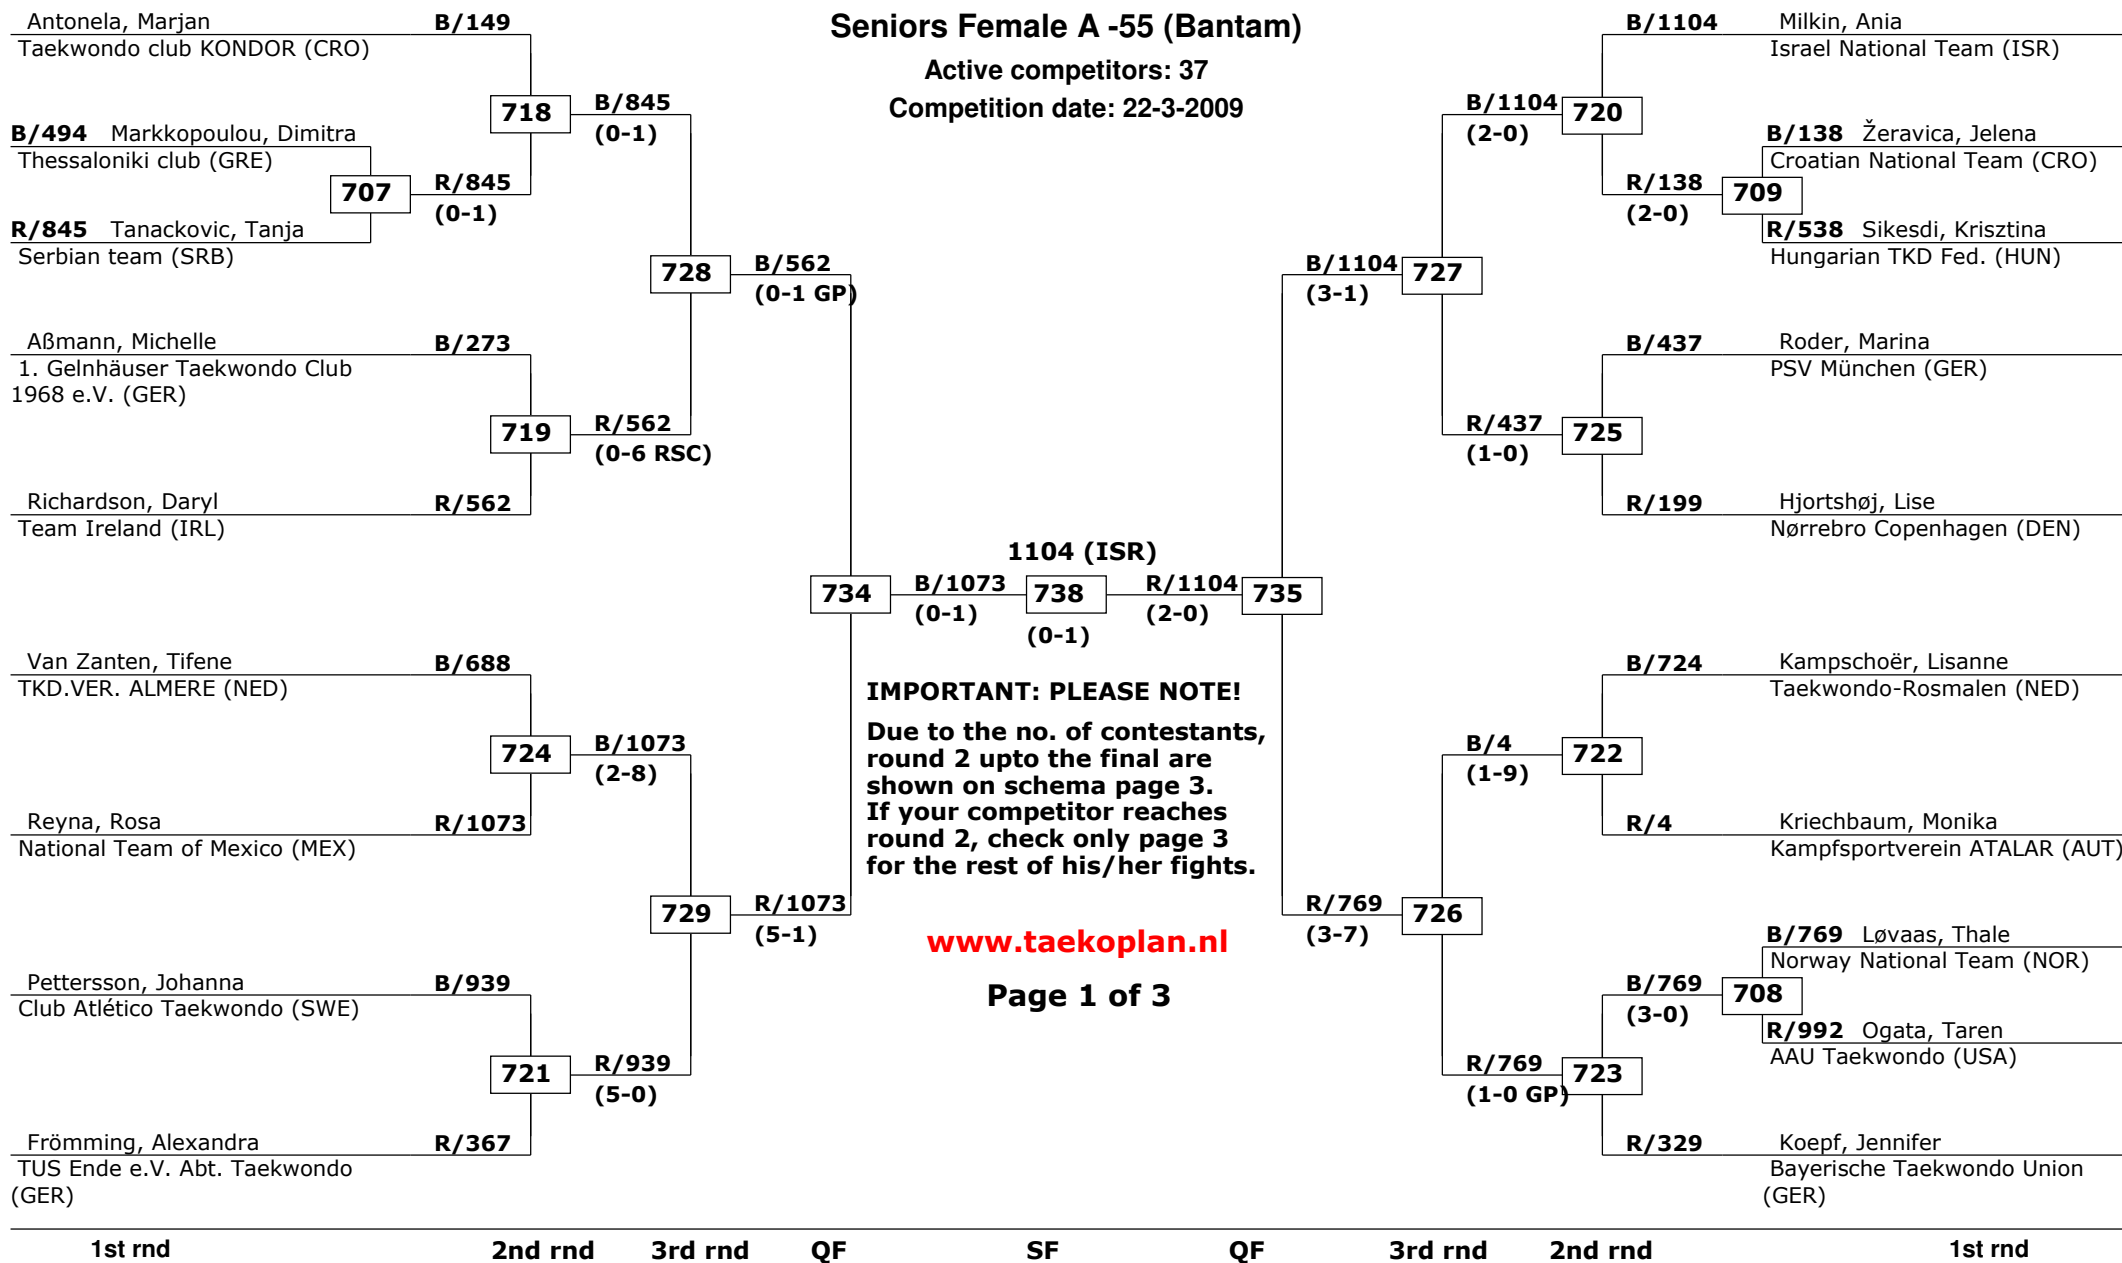 Seniors Female A -55 (Bantam)
Active competitors: 37
Competition date: 22-3-2009
Antonela, Marjan B/149
Taekwondo club KONDOR (CRO)
718
B/845
(0-1)
B/494 Markkopoulou, Dimitra
Thessaloniki club (GRE)
707
R/845
(0-1)
R/845 Tanackovic, Tanja
Serbian team (SRB)
728
B/562
(0-1 GP)
Aßmann, Michelle B/273
1. Gelnhäuser Taekwondo Club
1968 e.V. (GER)
719
R/562
(0-6 RSC)
Richardson, Daryl R/562
Team Ireland (IRL)
734
B/1073
(0-1)
Van Zanten, Tifene B/688
TKD.VER. ALMERE (NED)
724
B/1073
(2-8)
Reyna, Rosa R/1073
National Team of Mexico (MEX)
729
R/1073
(5-1)
Pettersson, Johanna B/939
Club Atlético Taekwondo (SWE)
721
R/939
(5-0)
Frömming, Alexandra R/367
TUS Ende e.V. Abt. Taekwondo
(GER)
1104 (ISR)
738
(0-1)
IMPORTANT: PLEASE NOTE!
Due to the no. of contestants,
round 2 upto the final are
shown on schema page 3.
If your competitor reaches
round 2, check only page 3
for the rest of his/her fights.
www.taekoplan.nl
Page 1 of 3
B/1104 Milkin, Ania
Israel National Team (ISR)
B/1104
(2-0)
720
B/138 Žeravica, Jelena
Croatian National Team (CRO)
R/138
(2-0)
709
R/538 Sikesdi, Krisztina
Hungarian TKD Fed. (HUN)
B/1104
(3-1)
727
B/437 Roder, Marina
PSV München (GER)
R/437
(1-0)
725
R/199 Hjortshøj, Lise
Nørrebro Copenhagen (DEN)
R/1104
(2-0)
735
B/724 Kampschoër, Lisanne
Taekwondo-Rosmalen (NED)
B/4
(1-9)
722
R/4 Kriechbaum, Monika
Kampfsportverein ATALAR (AUT)
R/769
(3-7)
726
B/769 Løvaas, Thale
Norway National Team (NOR)
B/769
(3-0)
708
R/992 Ogata, Taren
AAU Taekwondo (USA)
R/769
(1-0 GP)
723
R/329 Koepf, Jennifer
Bayerische Taekwondo Union
(GER)
1st rnd 2nd rnd 3rd rnd QF SF QF 3rd rnd 2nd rnd 1st rnd